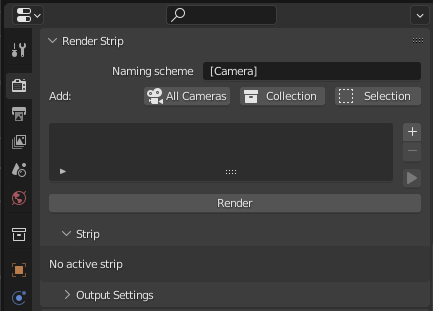 Render Strip
Naming scheme [Camera]
Add: All Cameras Collection Selection
Render
Strip
No active strip
Output Settings